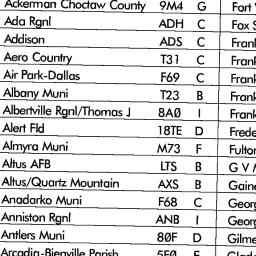 Ackerman Choctaw County 9M4 G Fort
Ada Rgnl ADH C Fox
Addison ADS C Frank
Aero Country T31 C Frank
Air Park-Dallas F69 C Frank
Albany Muni T23 B Frank
Albertville Rgnl/Thomas J 8A0 I Frank
Alert Fld 18TE D Frede
Almyra Muni M73 F Fulton
Altus AFB LTS B G V
Altus/Quartz Mountain AXS B Gaine
Anadarko Muni F68 C Georg
Anniston Rgnl ANB I Georg
Antlers Muni 80F D Gilme
Arcadia-Bienville Parish 5F0